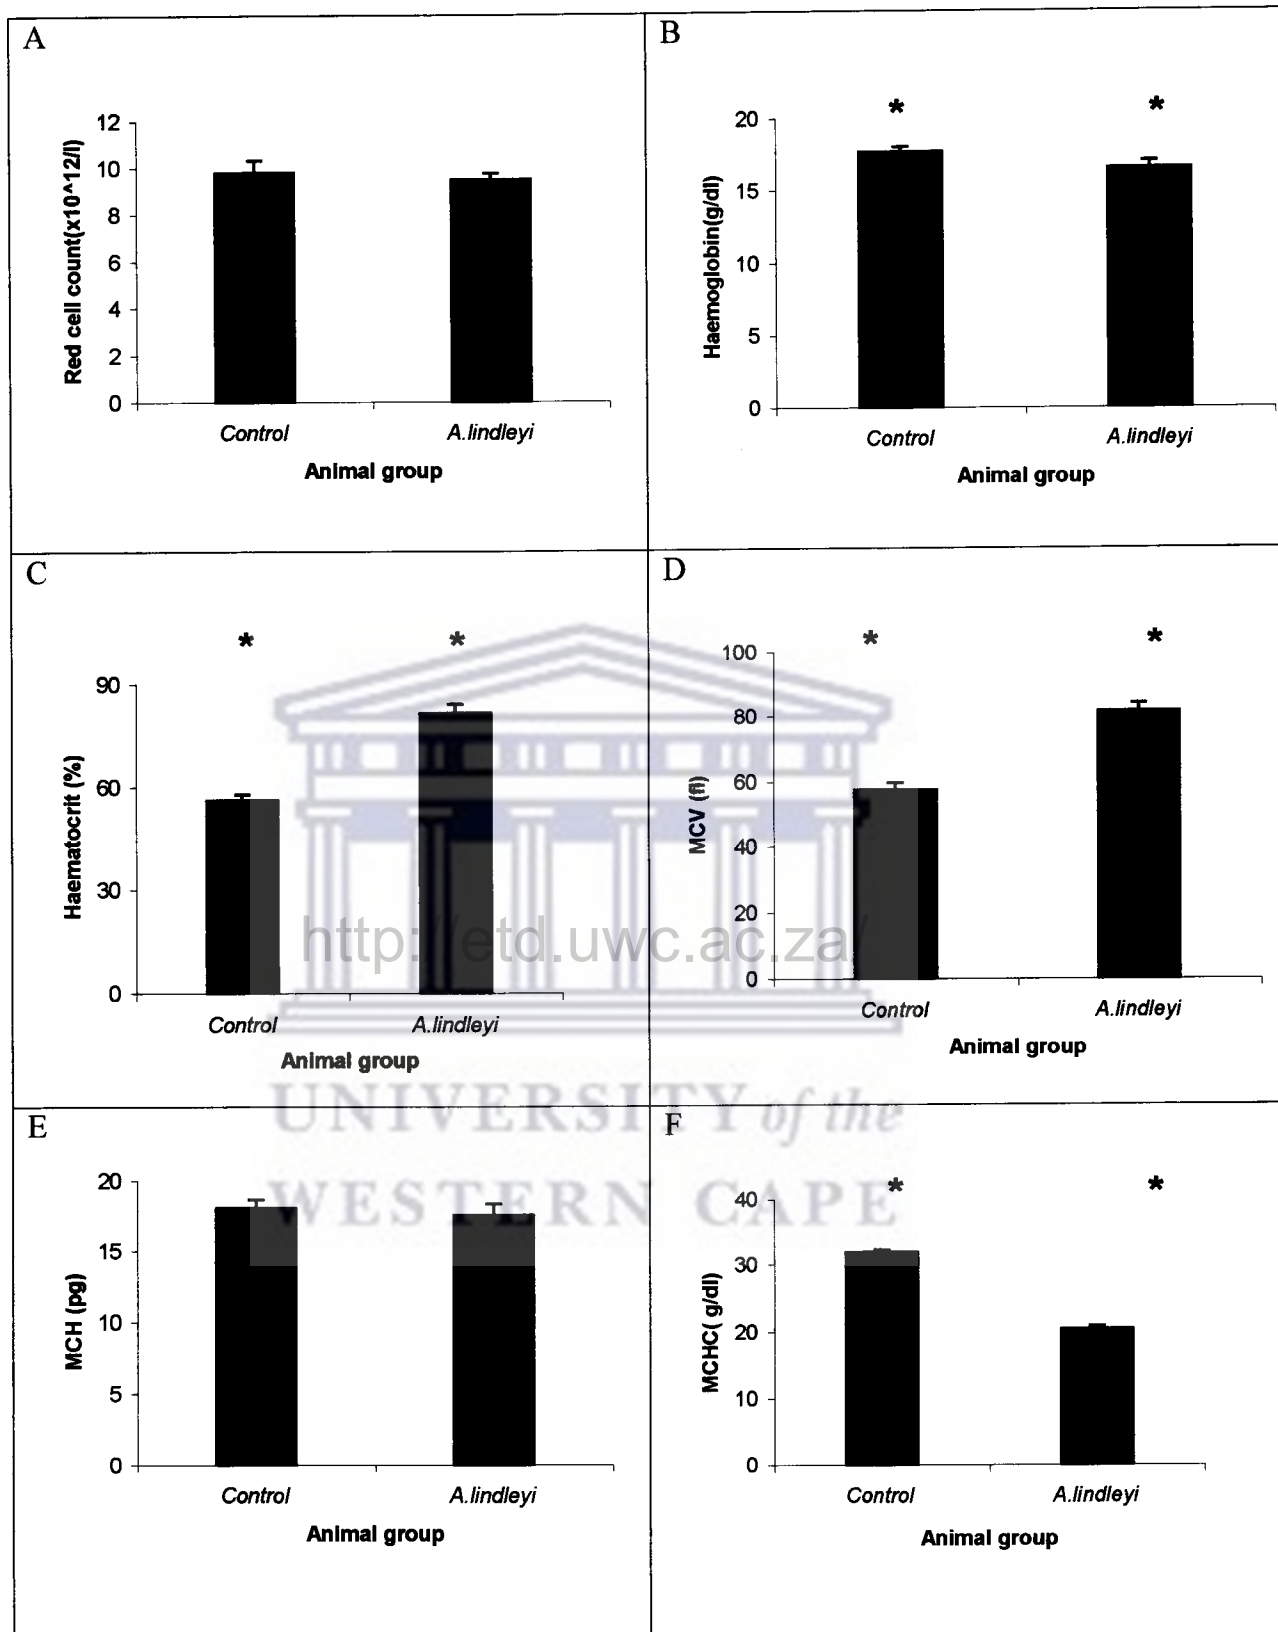 A
12
10
8
6
4
2
0
Red cell count(x10^12/l)
Control A.lindleyi
Animal group
B
* *
20
15
10
5
0
Haemoglobin(g/dl)
Control A.lindleyi
Animal group
C
* *
90
60
30
0
Haematocrit (%)
Control A.lindleyi
Animal group
D
* *
100
80
60
40
20
0
MCV (fl)
Control A.lindleyi
Animal group
http://etd.uwc.ac.za/
UNIVERSITY of the
WESTERN CAPE
E
20
15
10
5
0
MCH (pg)
Control A.lindleyi
Animal group
F
* *
40
30
20
10
0
MCHC( g/dl)
Control A.lindleyi
Animal group